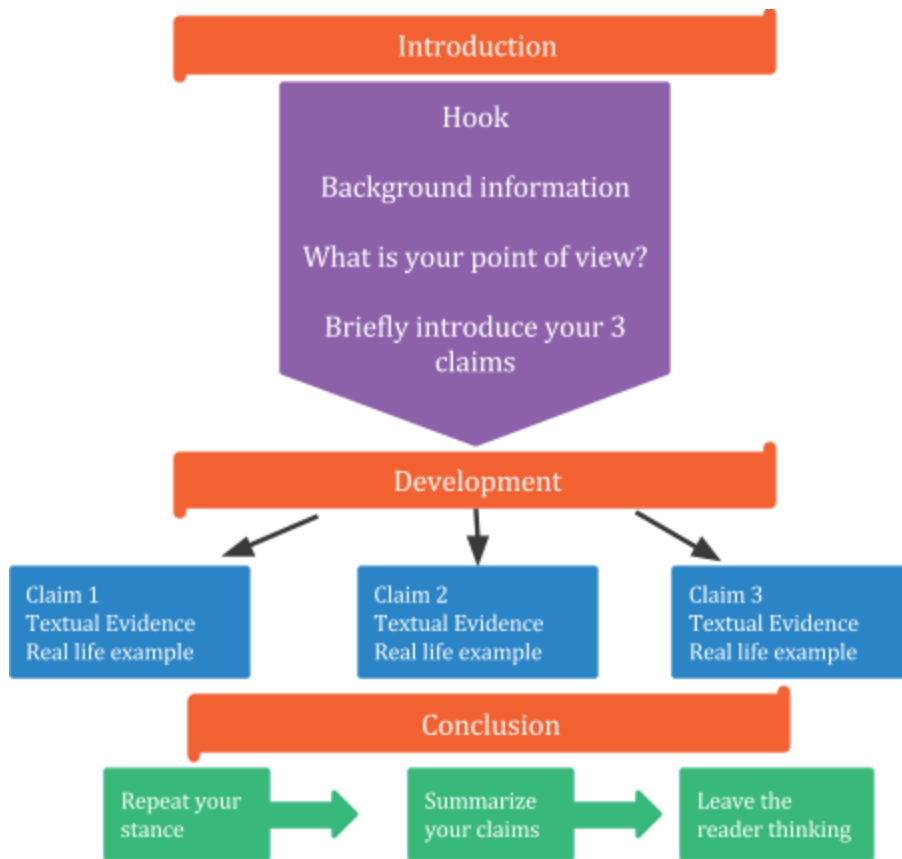 Introduction
Hook
Background information
What is your point of view?
Briefly introduce your 3
claims
Development
Claim 1
Textual Evidence
Real life example
Claim 2
Textual Evidence
Real life example
Claim 3
Textual Evidence
Real life example
Conclusion
Repeat your
stance
Summarize
your claims
Leave the
reader thinking